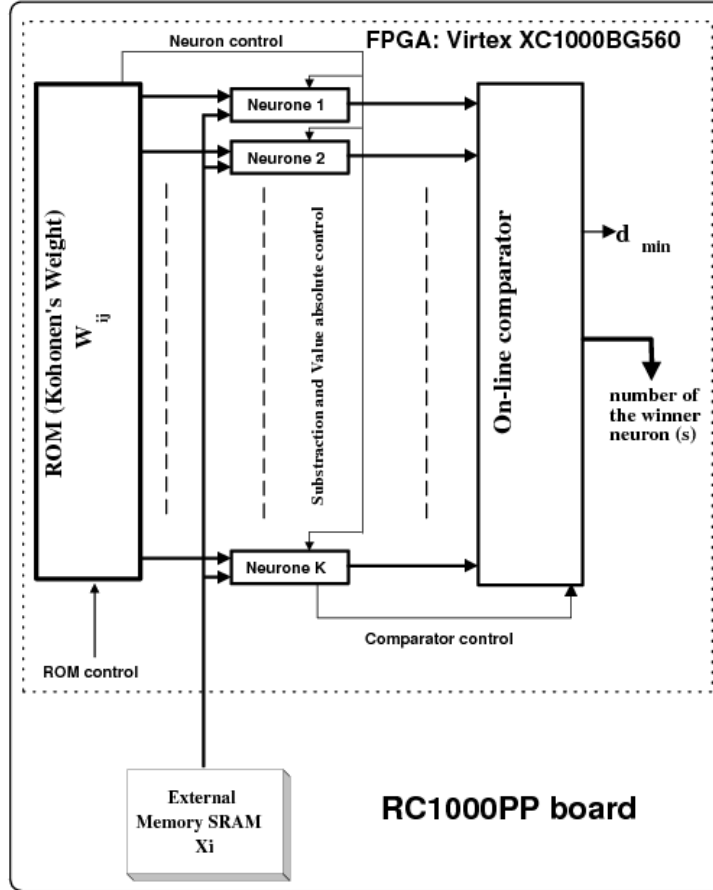 Neuron control
FPGA: Virtex XC1000BG560
Neurone 1
Neurone 2
ROM (Kohonen's Weight)
W ij
Substraction and Value absolute control
On-line comparator
d min
number of
the winner
neuron (s)
Neurone K
Comparator control
ROM control
External
Memory SRAM
Xi
RC1000PP board